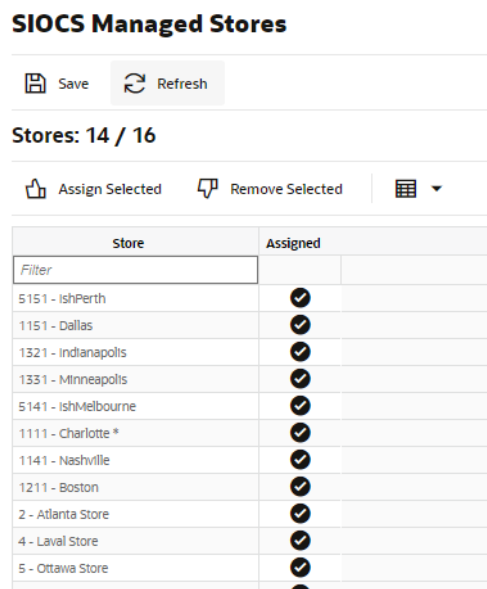 SIOCS Managed Stores
Save Refresh
Stores: 14 / 16
Assign Selected Remove Selected
Store Assigned
Filter
5151 - IshPerth
1151 - Dallas
1321 - Indianapolis
1331 - Minneapolis
5141 - IshMelbourne
1111 - Charlotte *
1141 - Nashville
1211 - Boston
2 - Atlanta Store
4 - Laval Store
5 - Ottawa Store